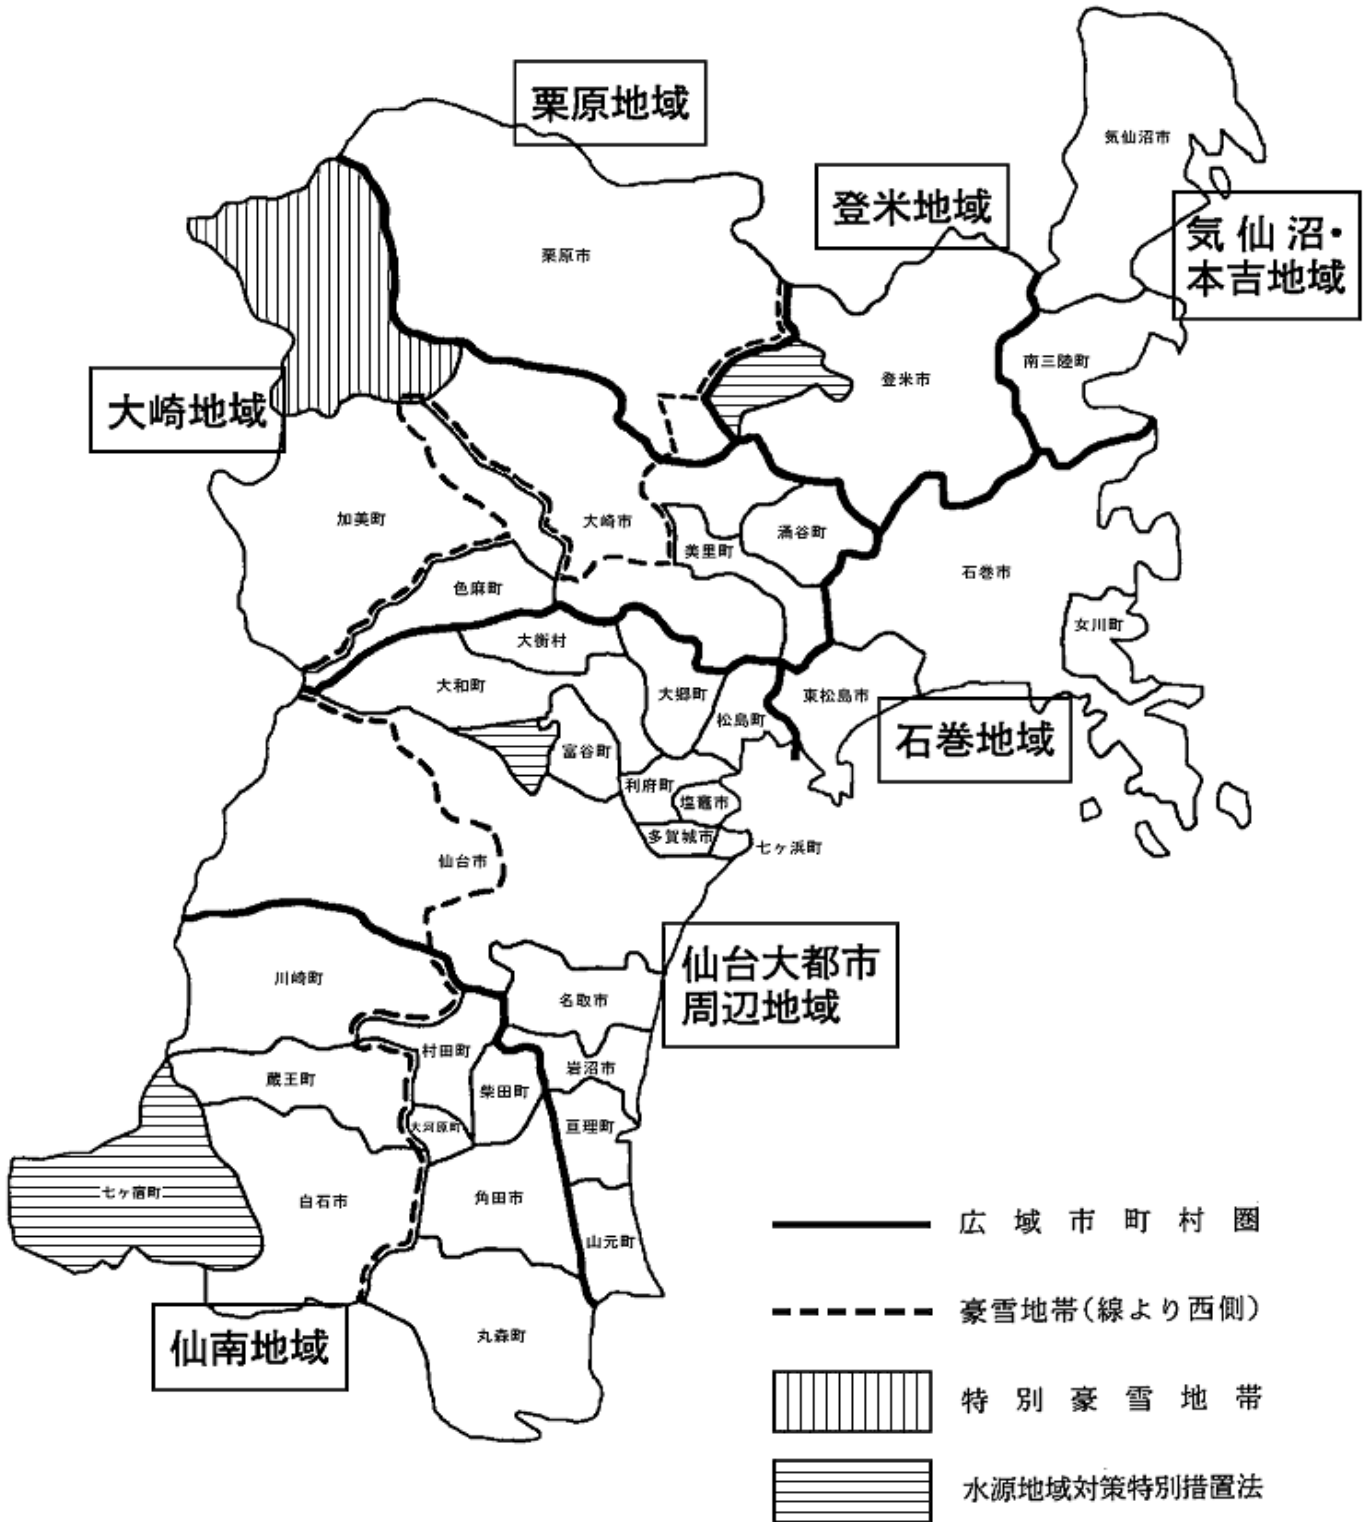 栗原地域
気仙沼市
登米地域
気仙沼・
本吉地域
栗原市
南三陸町
登米市
大崎地域
加美町
大崎市
涌谷町
美里町
石巻市
色麻町
女川町
大衡村
大和町
大郷町
東松島市
松島町
石巻地域
富谷町
利府町
塩竈市
多賀城市
七ヶ浜町
仙台市
仙台大都市
周辺地域
川崎町
名取市
村田町
岩沼市
蔵王町
柴田町
大河原町
亘理町
七ヶ宿町
白石市
角田市
山元町
仙南地域
丸森町
広域市町村圏
豪雪地帯(線より西側)
特別豪雪地帯
水源地域対策特別措置法